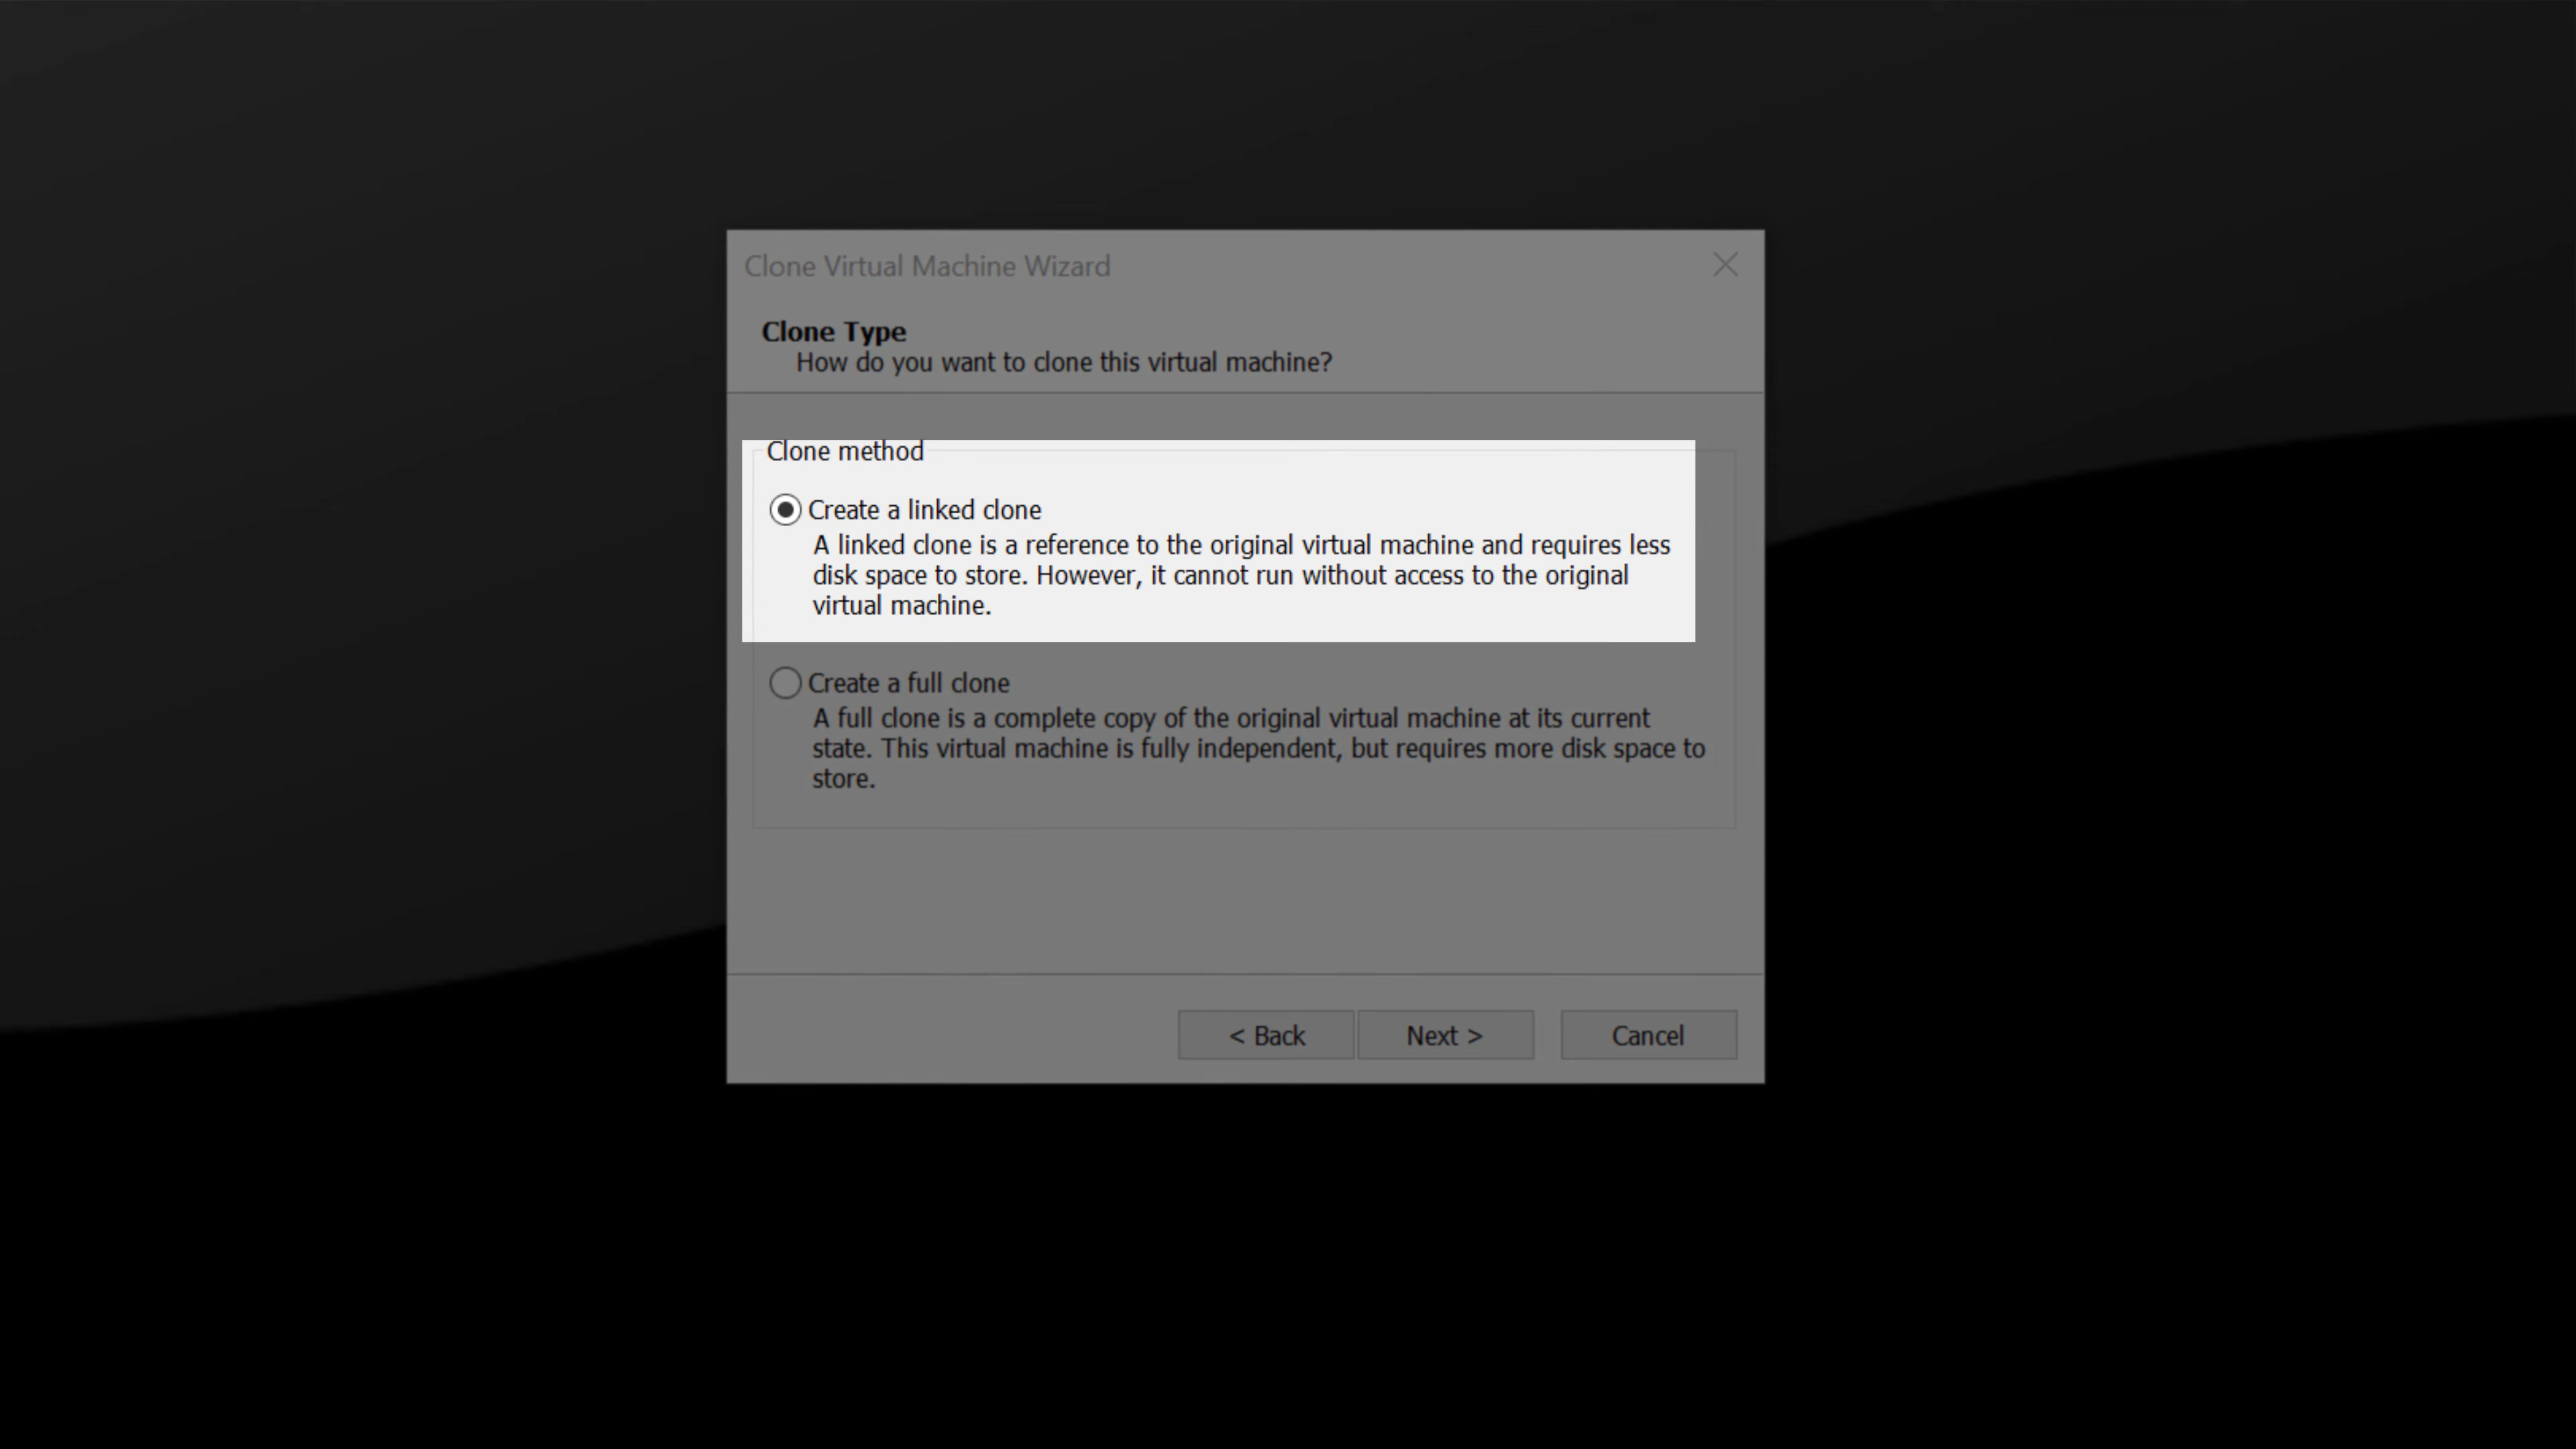 Clone Virtual Machine Wizard
Clone Type
How do you want to clone this virtual machine?
Clone method
Create a linked clone
A linked clone is a reference to the original virtual machine and requires less
disk space to store. However, it cannot run without access to the original
virtual machine.
Create a full clone
A full clone is a complete copy of the original virtual machine at its current
state. This virtual machine is fully independent, but requires more disk space to
store.
< Back
Next >
Cancel